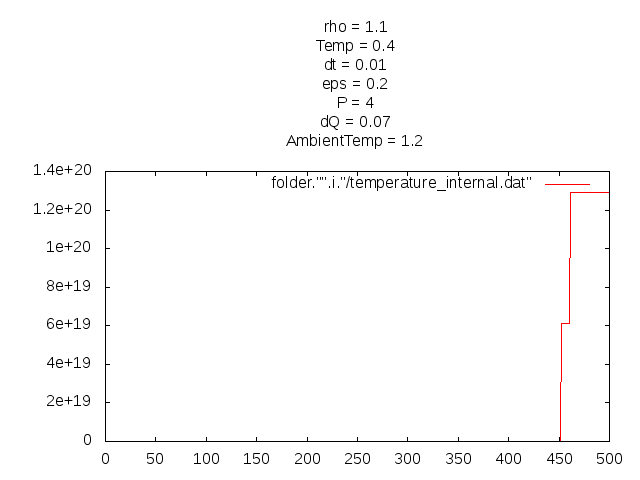 rho = 1.1
Temp = 0.4
dt = 0.01
eps = 0.2
P = 4
dQ = 0.07
AmbientTemp = 1.2
folder."".i."/temperature_internal.dat"
1.4e+20
1.2e+20
1e+20
8e+19
6e+19
4e+19
2e+19
0
0 50 100 150 200 250 300 350 400 450 500